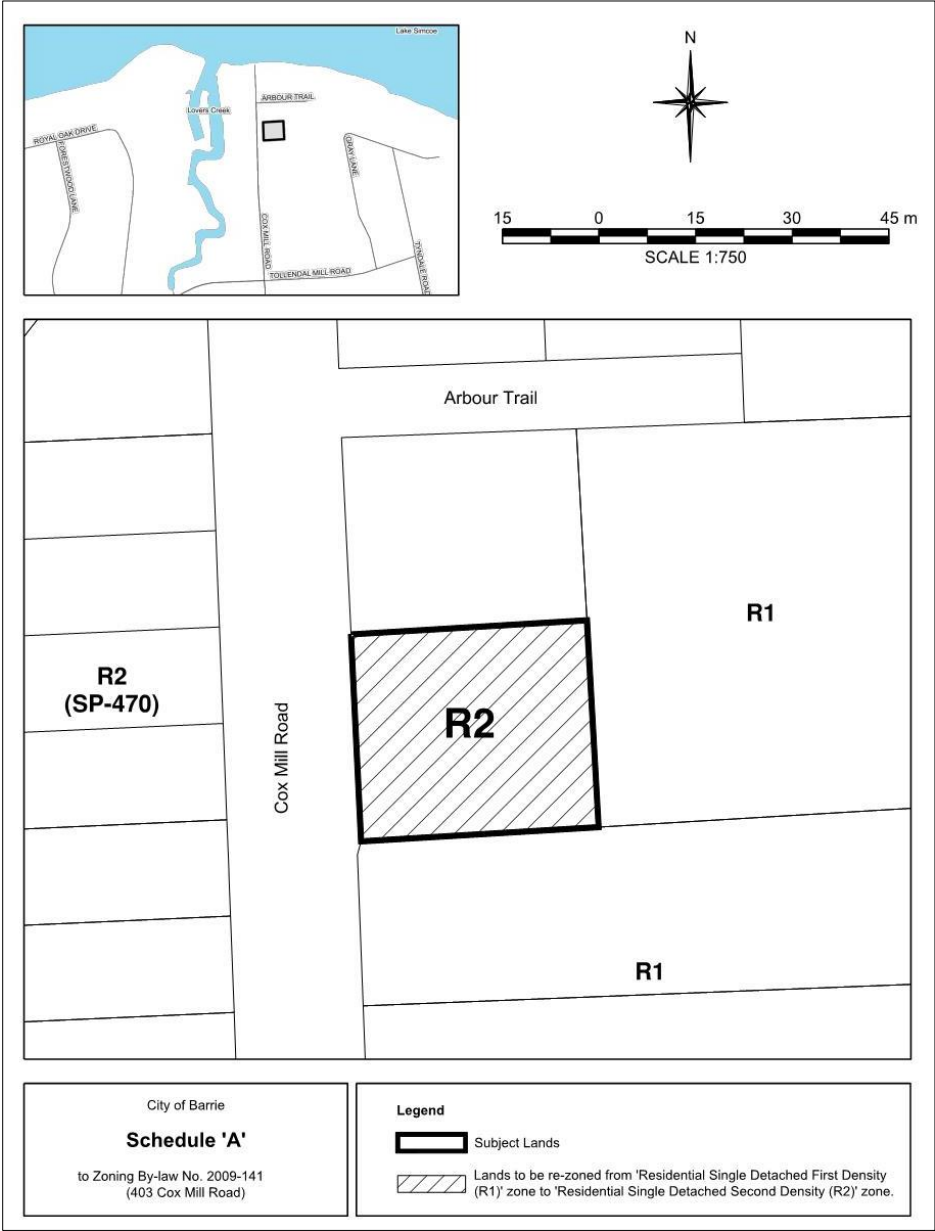 Lake Simcoe
ARBOUR TRAIL
Lovers Creek
ROYAL OAK DRIVE
FORESTWOOD LANE
GRAY LANE
COX MILL ROAD
TYNDALE ROAD
TOLLENDAL MILL ROAD
N
15 0 15 30 45 m
SCALE 1:750
Arbour Trail
R1
R2
(SP-470)
R2
Cox Mill Road
R1
City of Barrie
Schedule 'A'
to Zoning By-law No. 2009-141
(403 Cox Mill Road)
Legend
Subject Lands
Lands to be re-zoned from 'Residential Single Detached First Density
(R1)' zone to 'Residential Single Detached Second Density (R2)' zone.